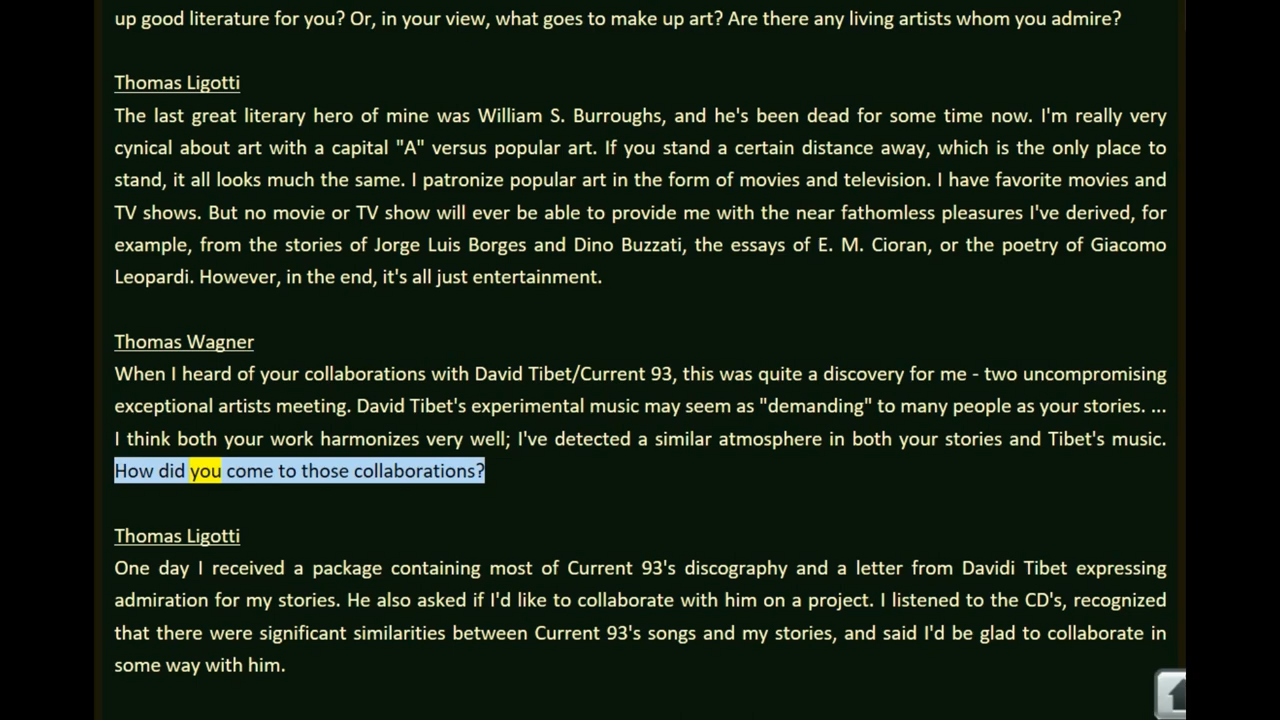 up good literature for you? Or, in your view, what goes to make up art? Are there any living artists whom you admire?
Thomas Ligotti
The last great literary hero of mine was William S. Burroughs, and he's been dead for some time now. I'm really very
cynical about art with a capital "A" versus popular art. If you stand a certain distance away, which is the only place to
stand, it all looks much the same. I patronize popular art in the form of movies and television. I have favorite movies and
TV shows. But no movie or TV show will ever be able to provide me with the near fathomless pleasures I've derived, for
example, from the stories of Jorge Luis Borges and Dino Buzzati, the essays of E. M. Cioran, or the poetry of Giacomo
Leopardi. However, in the end, it's all just entertainment.
Thomas Wagner
When I heard of your collaborations with David Tibet/Current 93, this was quite a discovery for me - two uncompromising
exceptional artists meeting. David Tibet's experimental music may seem as "demanding" to many people as your stories. ...
I think both your work harmonizes very well; I've detected a similar atmosphere in both your stories and Tibet's music.
How did you come to those collaborations?
Thomas Ligotti
One day I received a package containing most of Current 93's discography and a letter from Davidi Tibet expressing
admiration for my stories. He also asked if I'd like to collaborate with him on a project. I listened to the CD's, recognized
that there were significant similarities between Current 93's songs and my stories, and said I'd be glad to collaborate in
some way with him.